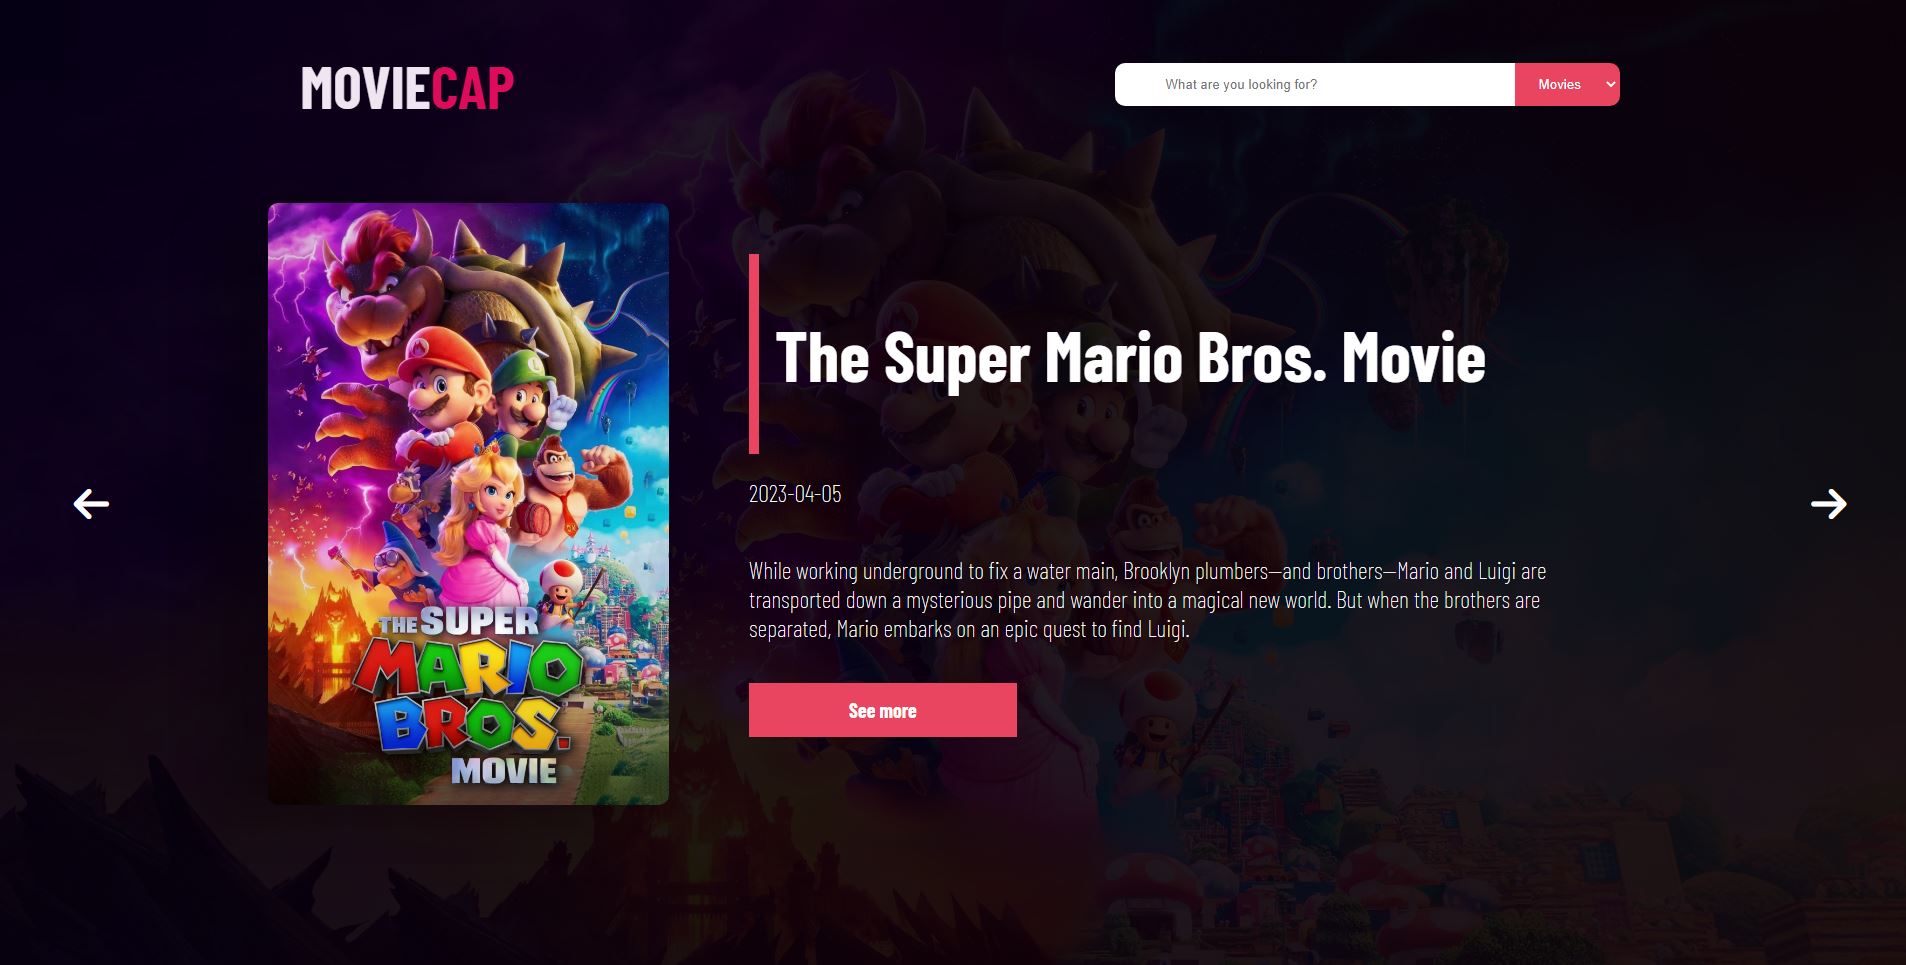 MOVIECAP
What are you looking for?
Movies
THE SUPER
MARIO
BROS.
MOVIE
The Super Mario Bros. Movie
2023-04-05
While working underground to fix a water main, Brooklyn plumbers—and brothers—Mario and Luigi are
transported down a mysterious pipe and wander into a magical new world. But when the brothers are
separated, Mario embarks on an epic quest to find Luigi.
See more